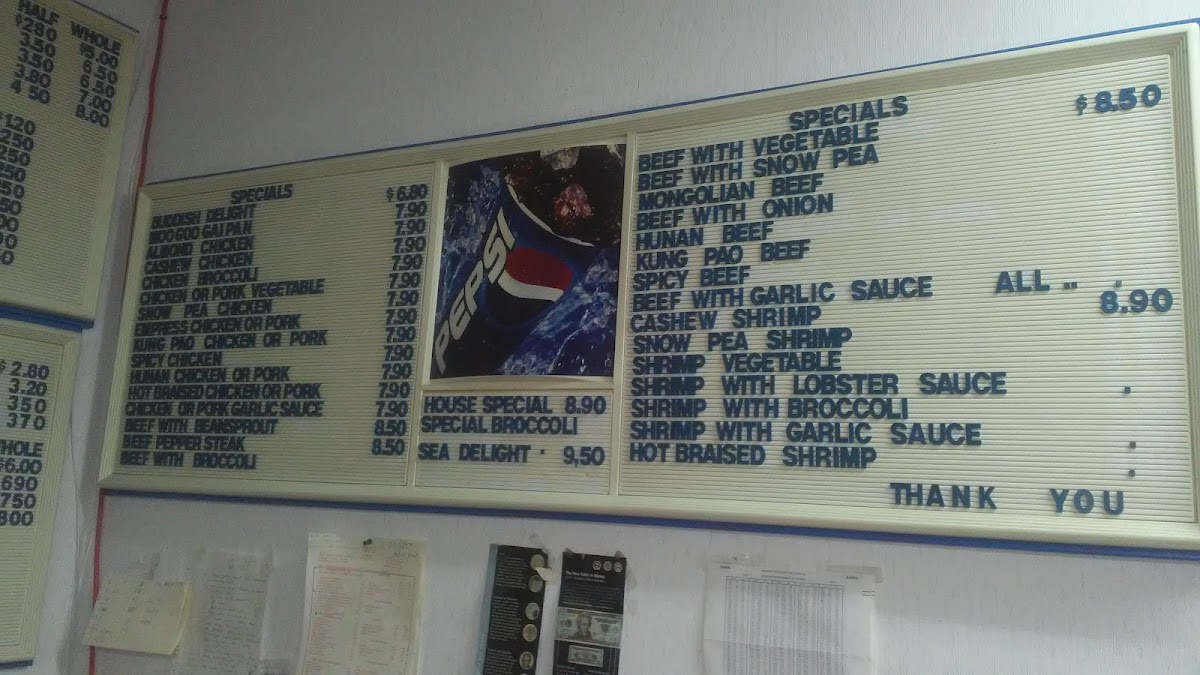 HALF WHOLE
$2.80 $5.00
3.50 6.50
3.50 6.50
3.80 7.00
4 50 8.00
$ 2.80
3.20
3 5 0
3 7 0
WHOLE
$6.00
690
750
800
SPECIALS
BUDDISH DELIGHT $ 6.80
MOO GOO GAI PAN 7.90
ALMOND CHICKEN 7.90
CASHEW CHICKEN 7.90
CHICKEN BROCCOLI 7.90
CHICKEN OR PORK VEGETABLE 7.90
SNOW PEA CHICKEN 7.90
EMPRESS CHICKEN OR PORK 7.90
KUNG PAO CHICKEN OR PORK 7.90
SPICY CHICKEN 7.90
HUNAN CHICKEN OR PORK 7.90
HOT BRAISED CHICKEN OR PORK 7.90
CHICKEN OR PORK GARLIC SAUCE 7.90
BEEF WITH BEANSPROUT 8.50
BEEF PEPPER STEAK 8.50
BEEF WITH BROCCOLI
PEPSI
HOUSE SPECIAL 8.90
SPECIAL BROCCOLI
SEA DELIGHT · 9,50
SPECIALS $ 8.50
BEEF WITH VEGETABLE
BEEF WITH SNOW PEA
MONGOLIAN BEEF
BEEF WITH ONION
HUNAN BEEF
KUNG PAO BEEF
SPICY BEEF
BEEF WITH GARLIC SAUCE ALL ..
CASHEW SHRIMP 8.90
SNOW PEA SHRIMP
SHRIMP VEGETABLE
SHRIMP WITH LOBSTER SAUCE .
SHRIMP WITH BROCCOLI
SHRIMP WITH GARLIC SAUCE :
HOT BRAISED SHRIMP
THANK YOU